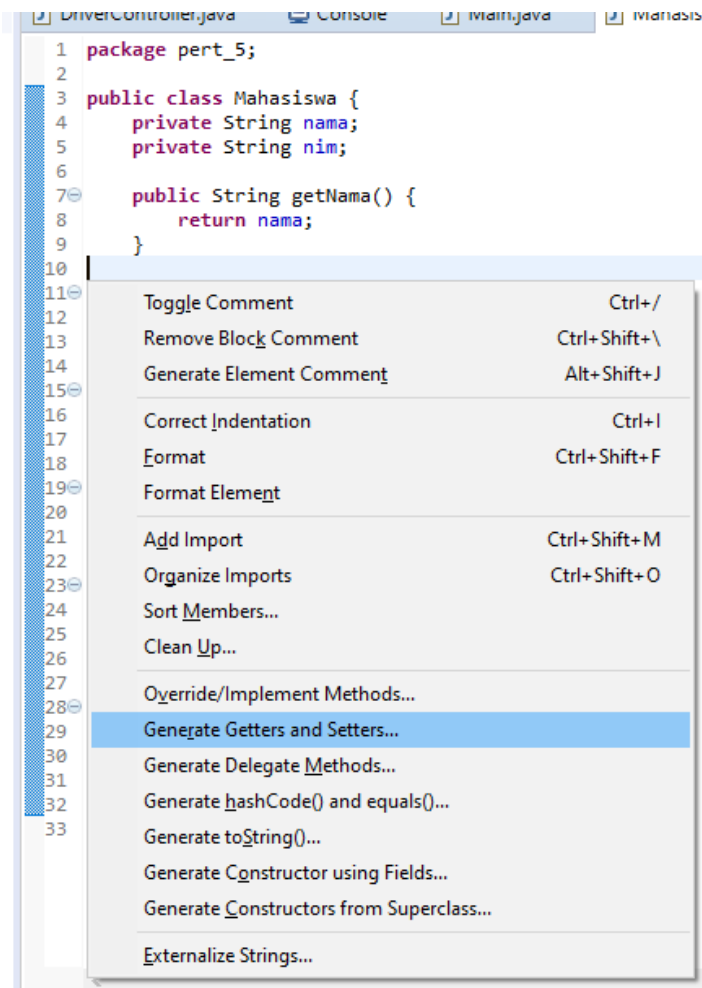 DriverController.java Console Main.java Mahasis
1 package pert_5;
2
3 public class Mahasiswa {
4 private String nama;
5 private String nim;
6
7 public String getNama() {
8 return nama;
9 }
10
11
12
13
14
15
16
17
18
19
20
21
22
23
24
25
26
27
28
29
30
31
32
33
Toggle Comment Ctrl+/
Remove Block Comment Ctrl+Shift+\
Generate Element Comment Alt+Shift+J
Correct Indentation Ctrl+I
Format Ctrl+Shift+F
Format Element
Add Import Ctrl+Shift+M
Organize Imports Ctrl+Shift+O
Sort Members...
Clean Up...
Override/Implement Methods...
Generate Getters and Setters...
Generate Delegate Methods...
Generate hashCode() and equals()...
Generate toString()...
Generate Constructor using Fields...
Generate Constructors from Superclass...
Externalize Strings...